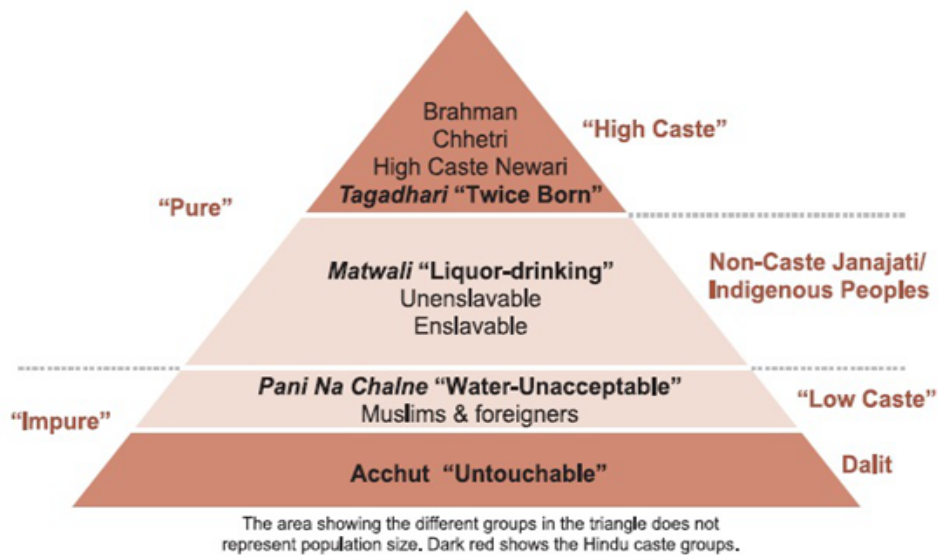 Brahman
Chhetri
High Caste Newari
Tagadhari “Twice Born”
“High Caste”
“Pure”
Matwali “Liquor-drinking”
Unenslavable
Enslavable
Non-Caste Janajati/
Indigenous Peoples
Pani Na Chalne “Water-Unacceptable”
Muslims & foreigners
“Impure”
“Low Caste”
Acchut “Untouchable”
Dalit
The area showing the different groups in the triangle does not
represent population size. Dark red shows the Hindu caste groups.